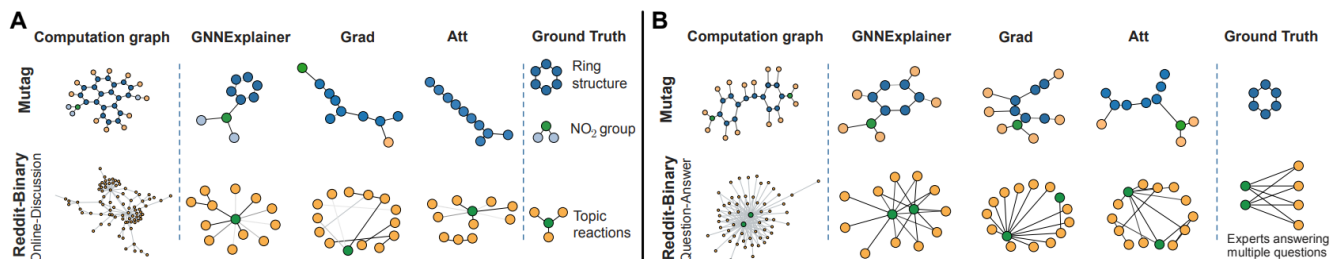 A
Computation graph GNNExplainer Grad Att Ground Truth
Mutag
Ring
structure
NO2 group
Reddit-Binary
Online-Discussion
Topic
reactions
B
Computation graph GNNExplainer Grad Att Ground Truth
Mutag
Reddit-Binary
Question-Answer
Experts answering
multiple questions